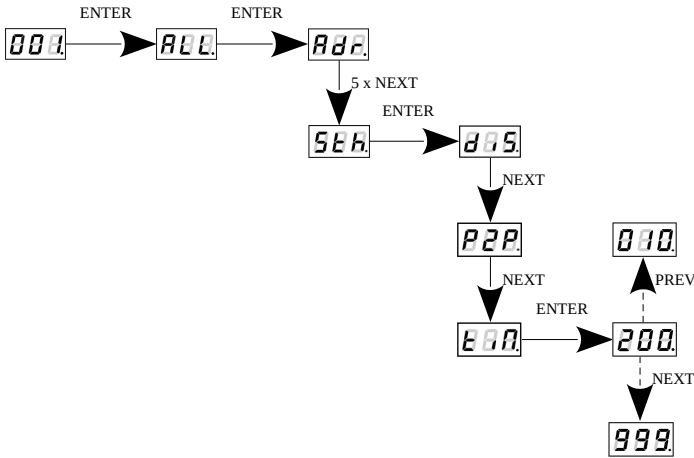 ENTER ENTER
001. ALL. Adr.
5 x NEXT
ENTER
Sth. diS.
NEXT
P2P. 010.
NEXT PREV
ENTER
tiM. 200.
NEXT
999.